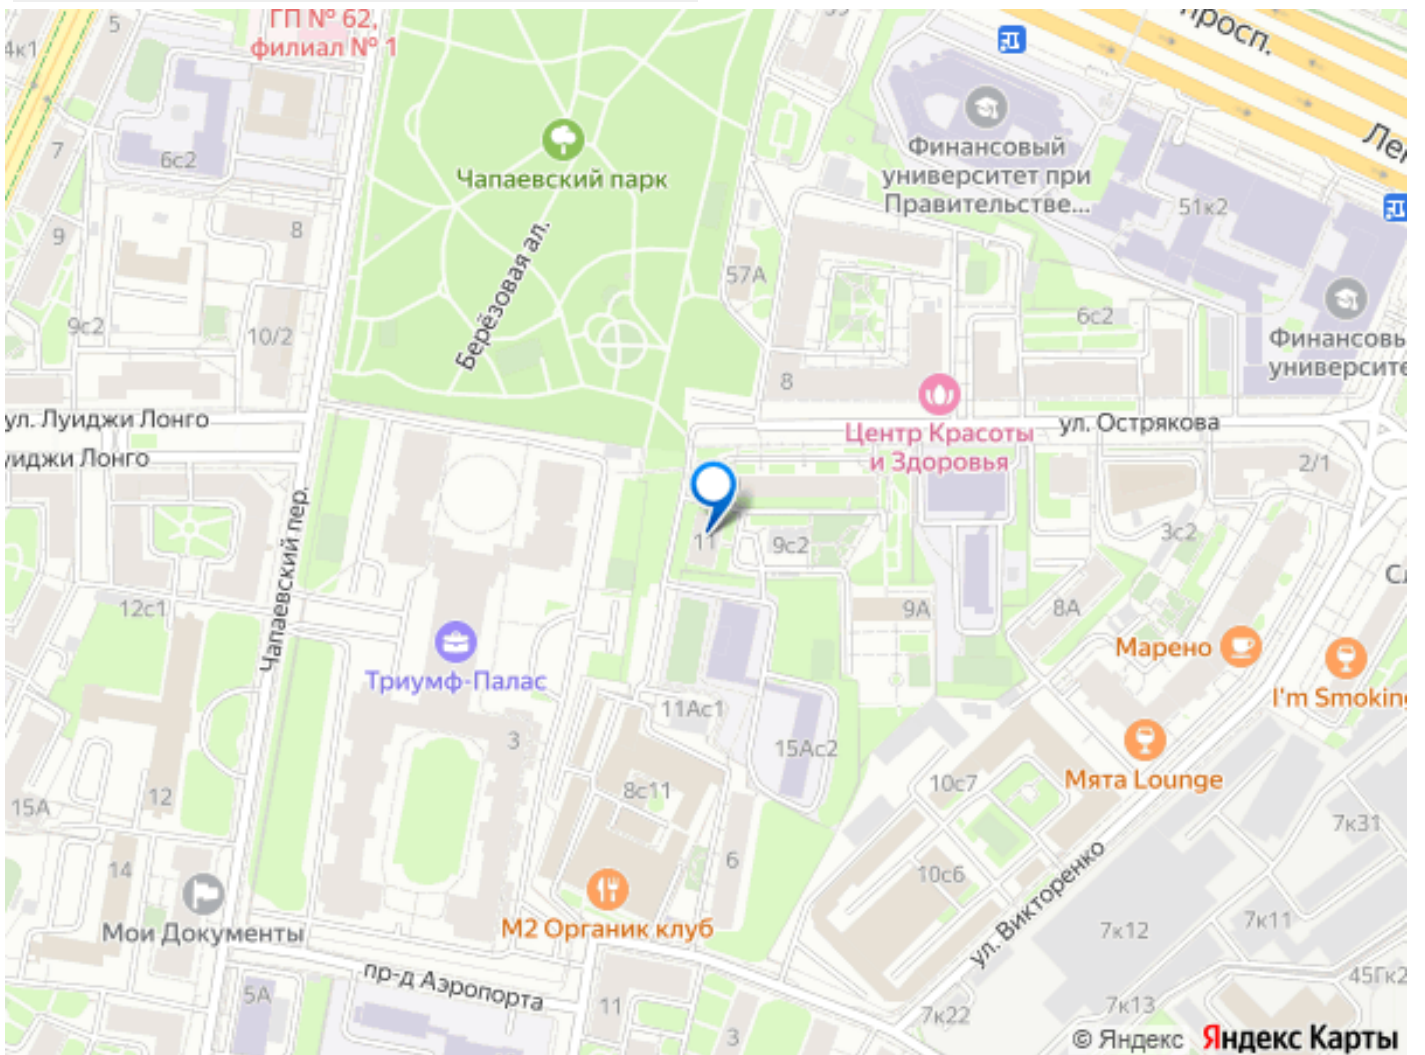 5
ГП № 62,
филиал № 1
4к1
просп.
7
6с2
Чапаевский парк
Финансовый
университет при
Правительстве...
51к2
Лен
9
8
Берёзовая ал.
57А
9с2
10/2
6с2
Финансовы
университе
8
ул. Луиджи Лонго
Центр Красоты
и Здоровья
ул. Острякова
уиджи Лонго
2/1
Чапаевский пер.
11
9с2
3с2
12с1
9А
8А
Марено
Триумф-Палас
I'm Smoking
11Ас1
3
15Ас2
Мята Lounge
15А
12
8с11
10с7
7к31
14
6
10с6
ул. Викторенко
7к11
7к12
Мои Документы
М2 Органик клуб
пр-д Аэропорта
45Гк2
5А
11
7к22
7к13
3
© Яндекс Яндекс Карты